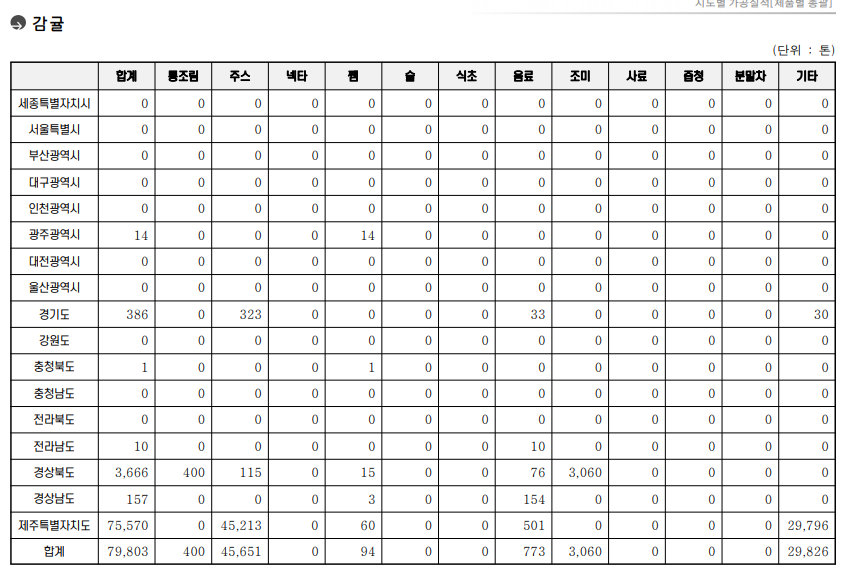 시도별 가공실적[제품별 총괄]
감귤
(단위 : 톤)
합계 통조림 주스 넥타 쨈 술 식초 음료 조미 사료 즙청 분말차 기타
세종특별자치시 0 0 0 0 0 0 0 0 0 0 0 0 0
서울특별시 0 0 0 0 0 0 0 0 0 0 0 0 0
부산광역시 0 0 0 0 0 0 0 0 0 0 0 0 0
대구광역시 0 0 0 0 0 0 0 0 0 0 0 0 0
인천광역시 0 0 0 0 0 0 0 0 0 0 0 0 0
광주광역시 14 0 0 0 14 0 0 0 0 0 0 0 0
대전광역시 0 0 0 0 0 0 0 0 0 0 0 0 0
울산광역시 0 0 0 0 0 0 0 0 0 0 0 0 0
경기도 386 0 323 0 0 0 0 33 0 0 0 0 30
강원도 0 0 0 0 0 0 0 0 0 0 0 0 0
충청북도 1 0 0 0 1 0 0 0 0 0 0 0 0
충청남도 0 0 0 0 0 0 0 0 0 0 0 0 0
전라북도 0 0 0 0 0 0 0 0 0 0 0 0 0
전라남도 10 0 0 0 0 0 0 10 0 0 0 0 0
경상북도 3,666 400 115 0 15 0 0 76 3,060 0 0 0 0
경상남도 157 0 0 0 3 0 0 154 0 0 0 0 0
제주특별자치도 75,570 0 45,213 0 60 0 0 501 0 0 0 0 29,796
합계 79,803 400 45,651 0 94 0 0 773 3,060 0 0 0 29,826